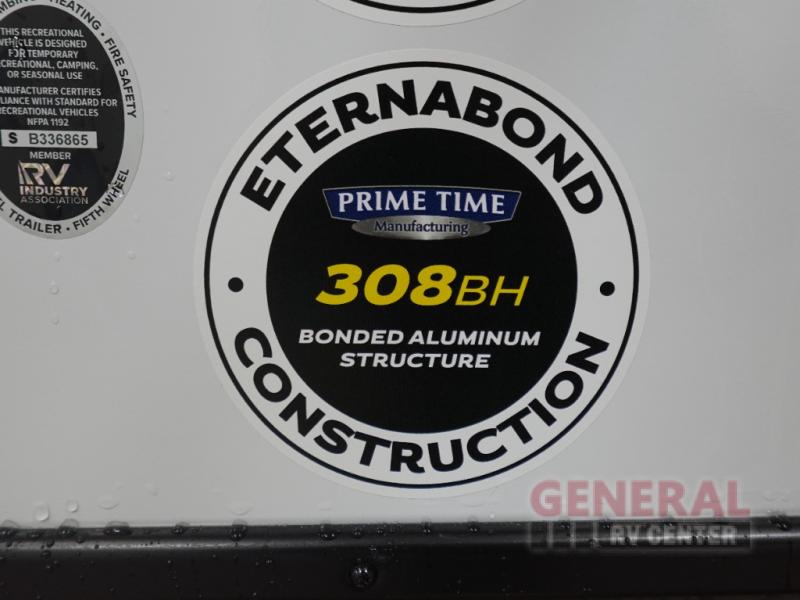 HEATING • FIRE SAFETY
THIS RECREATIONAL
VEHICLE IS DESIGNED
FOR TEMPORARY
RECREATIONAL, CAMPING,
OR SEASONAL USE
MANUFACTURER CERTIFIES
COMPLIANCE WITH STANDARD FOR
RECREATIONAL VEHICLES
NFPA 1192
S B336865
MEMBER
RV
INDUSTRY
ASSOCIATION
TRAILER • FIFTH WHEEL
ETERNABOND
PRIME TIME
Manufacturing
308BH
BONDED ALUMINUM
STRUCTURE
CONSTRUCTION
GENERAL
RV CENTER